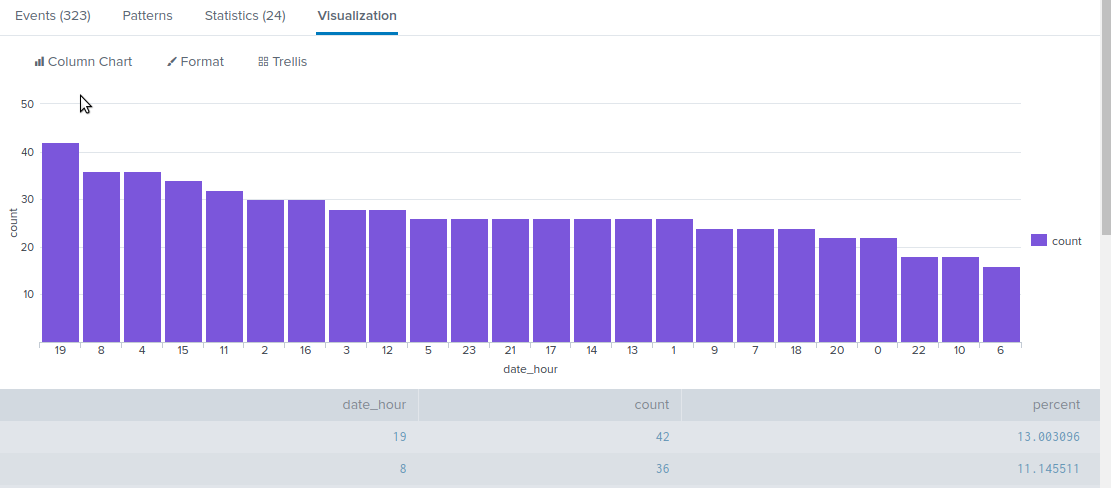 Events (323) Patterns Statistics (24) Visualization
Column Chart Format Trellis
50
40
30
20
10
count
count
19 8 4 15 11 2 16 3 12 5 23 21 17 14 13 1 9 7 18 20 0 22 10 6
date_hour
date_hour count percent
19 42 13.003096
8 36 11.145511